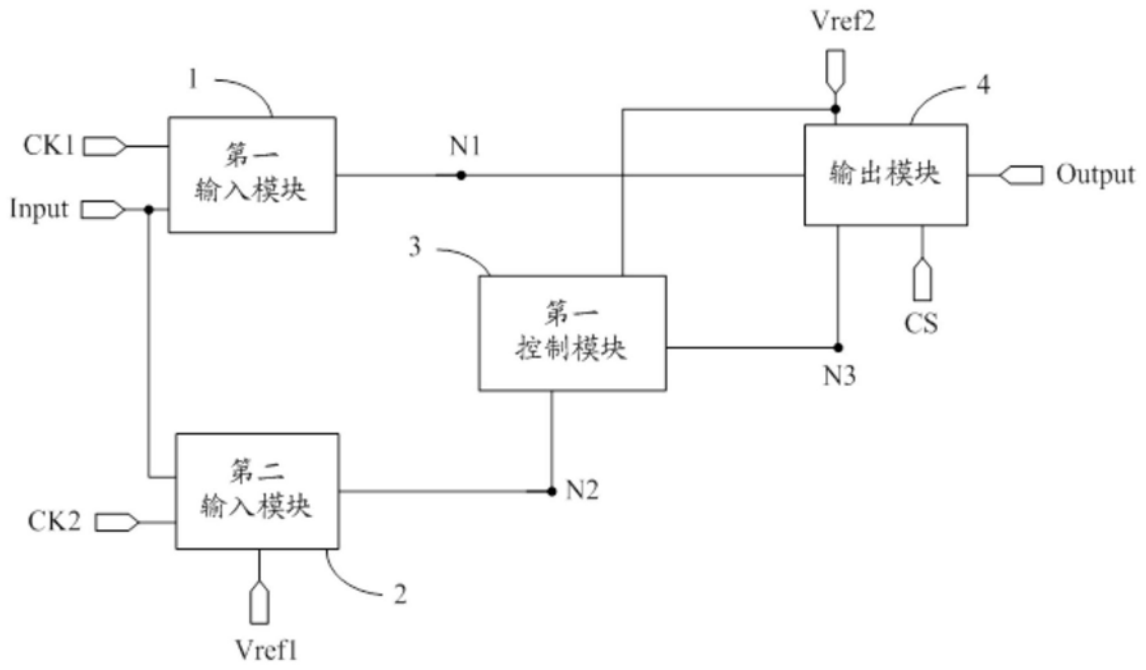 Vref2
1
4
CK1
第一
输入模块
N1
输出模块
Output
Input
3
第一
控制模块
CS
N3
第二
输入模块
N2
CK2
2
Vref1